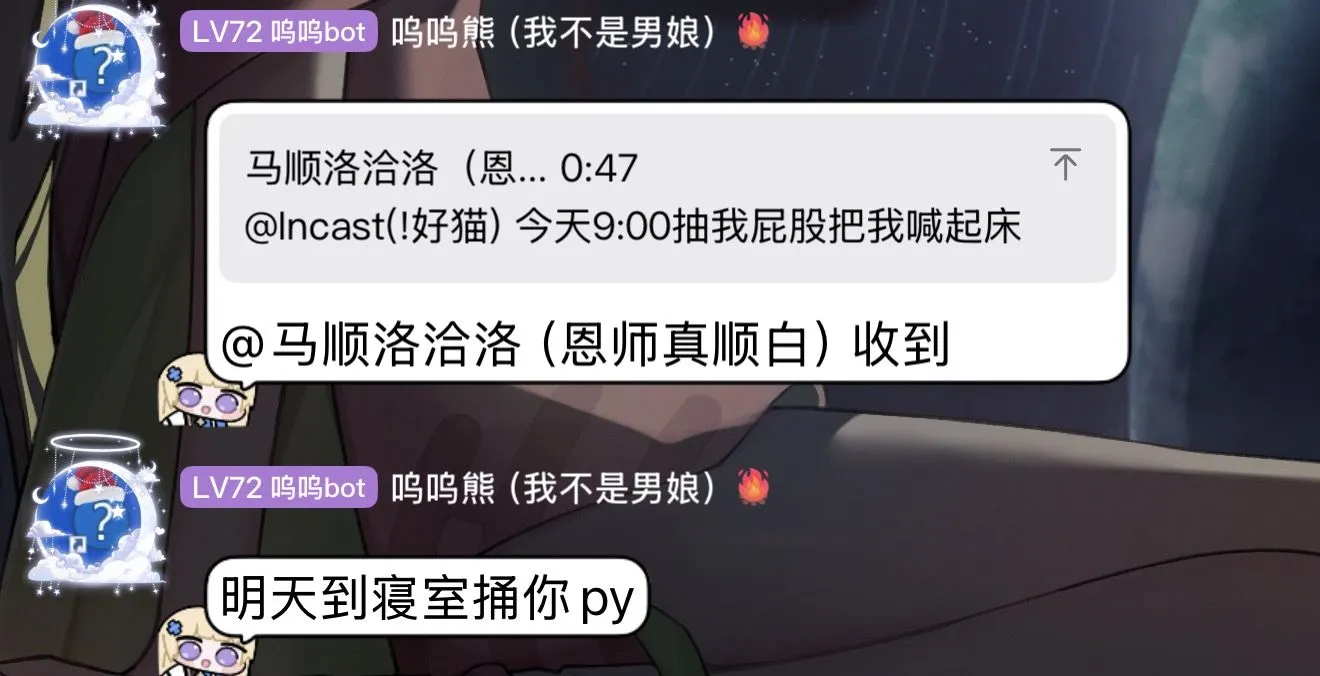 LV72 呜呜bot 呜呜熊（我不是男娘）🔥
马顺洛洽洛（恩... 0:47
@Incast(!好猫) 今天9:00抽我屁股把我喊起床
@马顺洛洽洛（恩师真顺白）收到
LV72 呜呜bot 呜呜熊（我不是男娘）🔥
明天到寝室捅你py